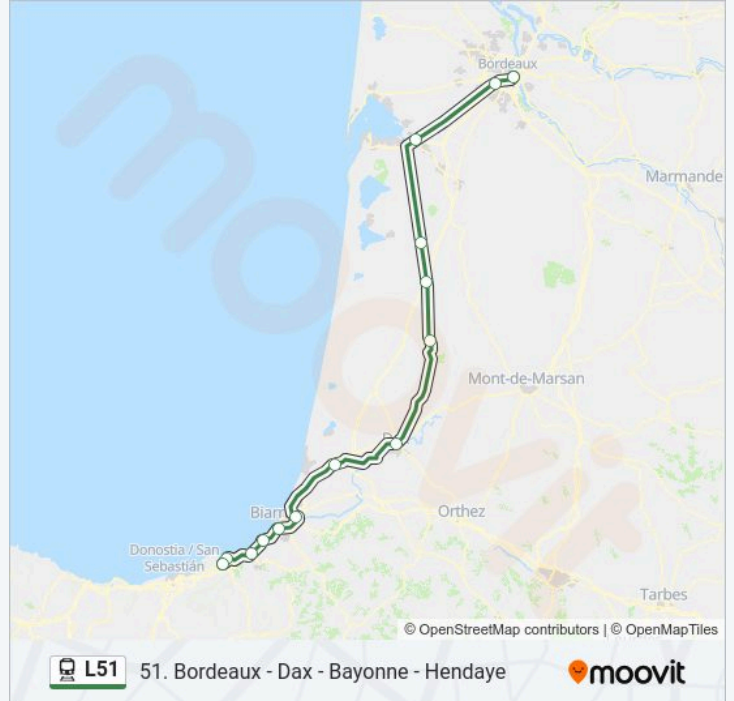 Bordeaux
Marmande
Mont-de-Marsan
Orthez
Biarr
Donostia / San
Sebastián
Tarbes
© OpenStreetMap contributors | © OpenMapTiles
L51 51. Bordeaux - Dax - Bayonne - Hendaye moovit
moovit